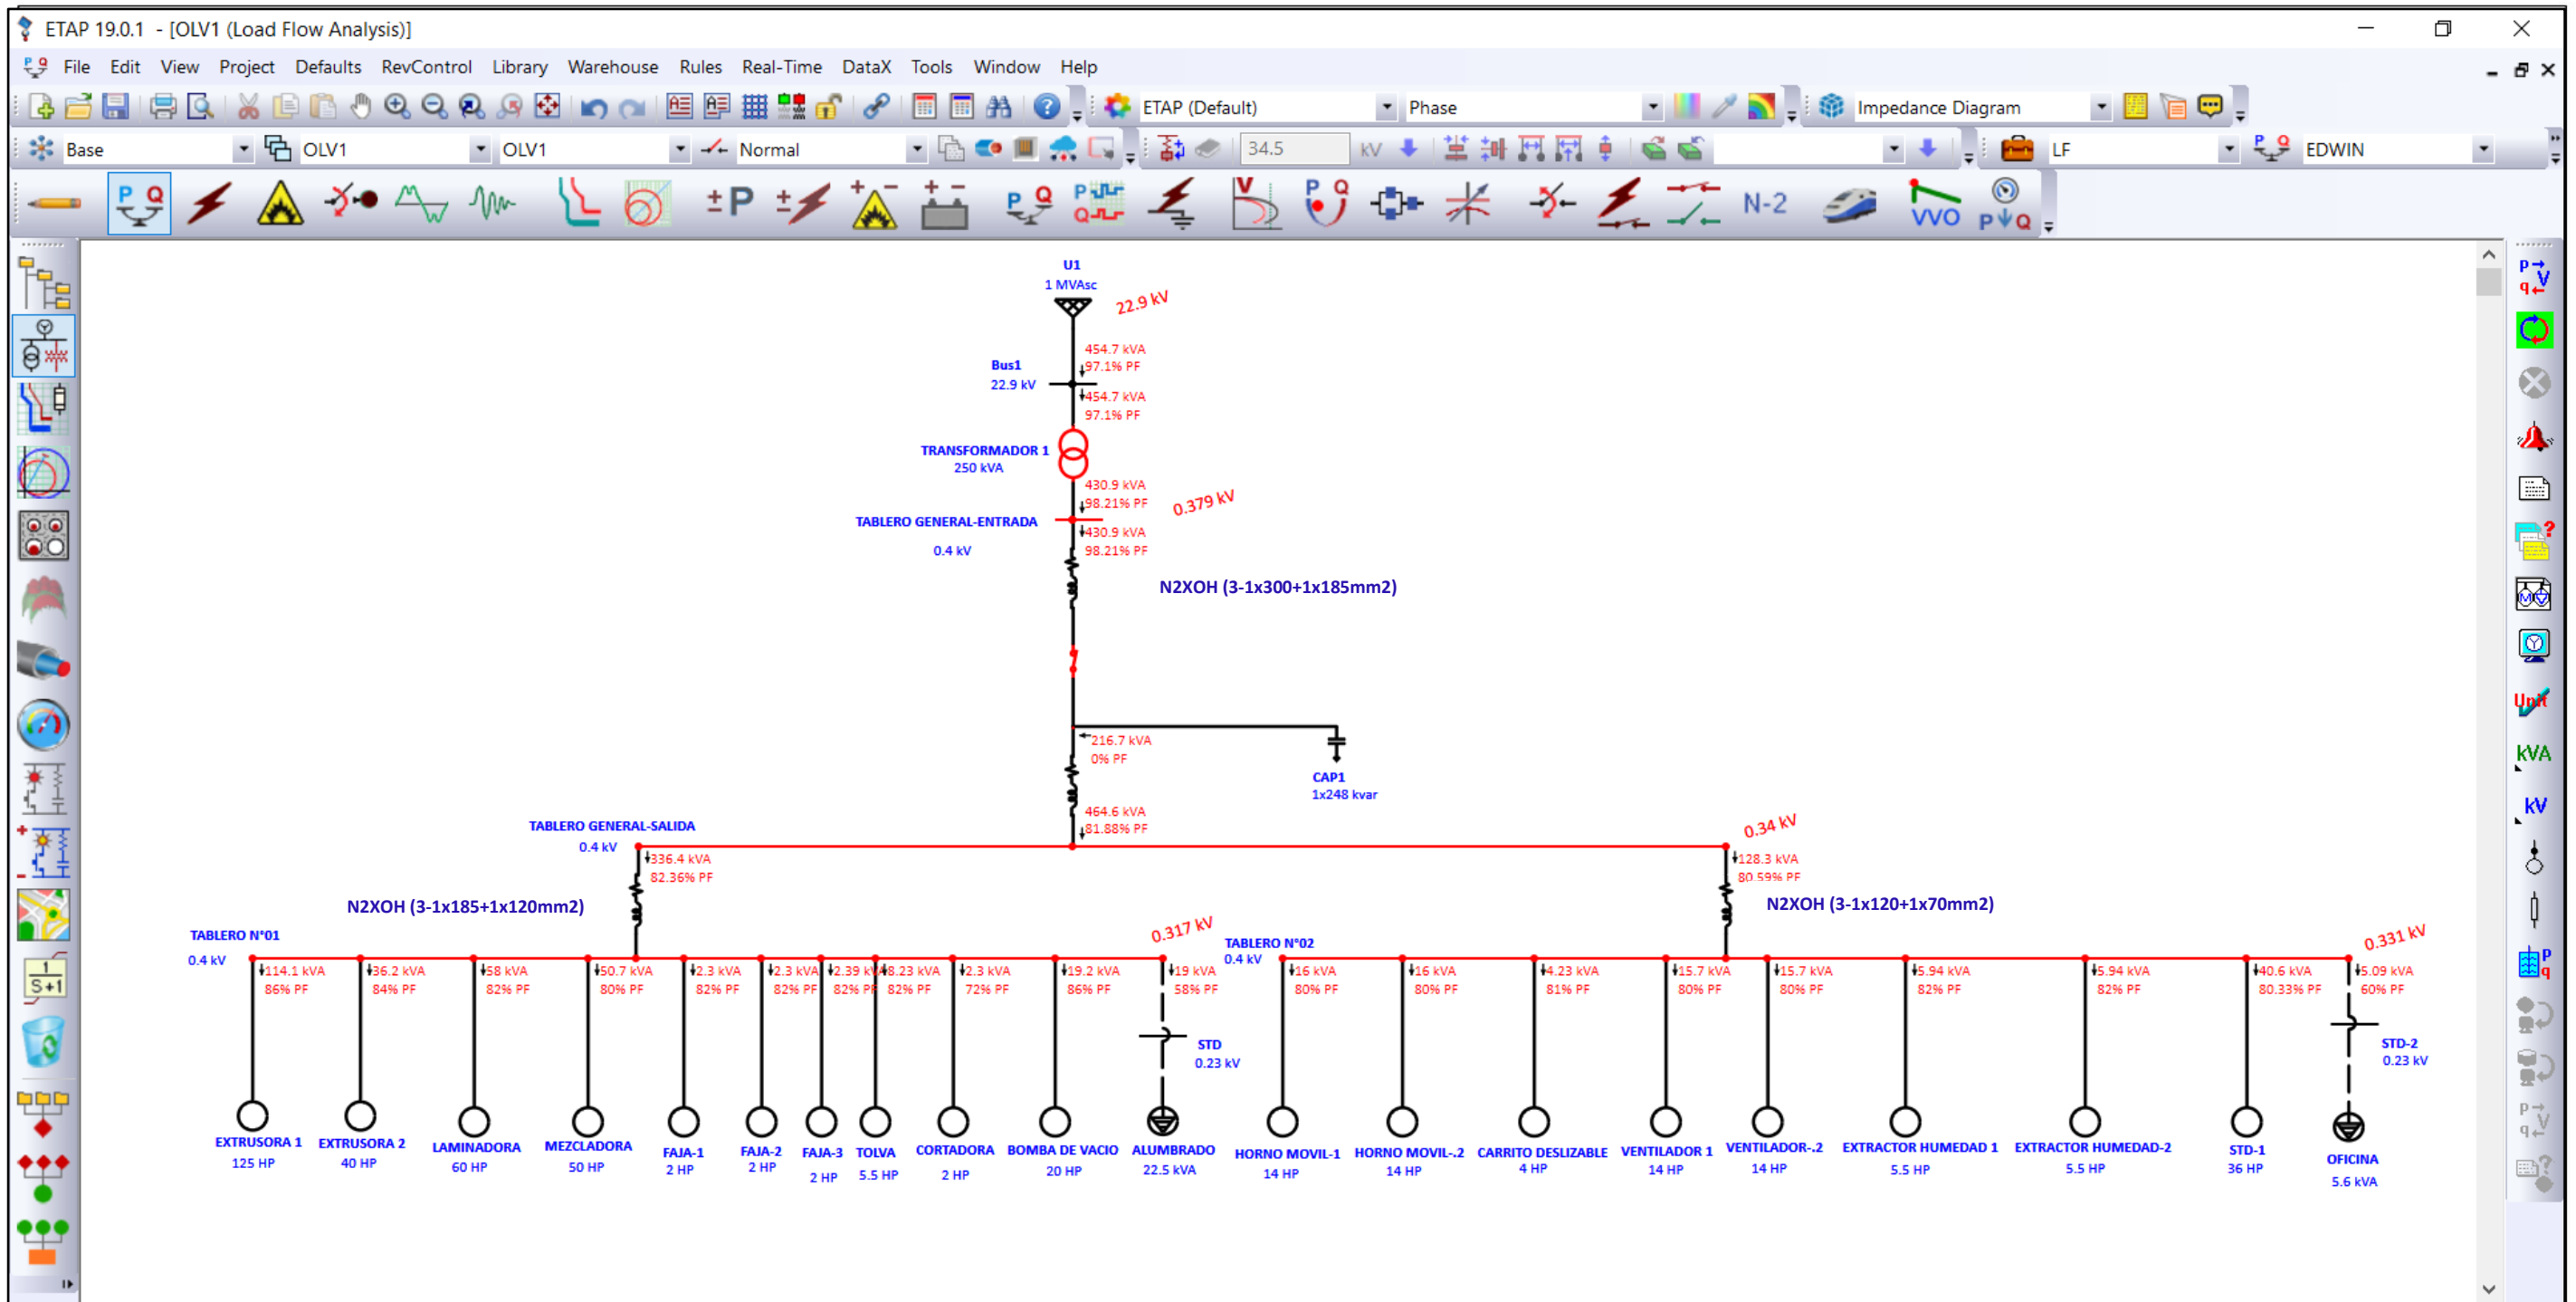 ETAP 19.0.1 - [OLV1 (Load Flow Analysis)]
File Edit View Project Defaults RevControl Library Warehouse Rules Real-Time DataX Tools Window Help
ETAP (Default) Phase Impedance Diagram
Base OLV1 OLV1 Normal 34.5 kV LF EDWIN
P Q ± P N-2 VVO P Q
U1
1 MVAsc
22.9 kV
454.7 kVA
97.1% PF
Bus1
22.9 kV
454.7 kVA
97.1% PF
TRANSFORMADOR 1
250 kVA
430.9 kVA
98.21% PF
0.379 kV
TABLERO GENERAL-ENTRADA
0.4 kV
430.9 kVA
98.21% PF
N2XOH (3-1x300+1x185mm2)
216.7 kVA
0% PF
CAP1
1x248 kvar
464.6 kVA
81.88% PF
TABLERO GENERAL-SALIDA
0.4 kV
0.34 kV
336.4 kVA
82.36% PF
128.3 kVA
80.59% PF
N2XOH (3-1x185+1x120mm2)
N2XOH (3-1x120+1x70mm2)
TABLERO N°01
0.4 kV
0.317 kV
TABLERO N°02
0.4 kV
0.331 kV
114.1 kVA 36.2 kVA 58 kVA 50.7 kVA 2.3 kVA 2.3 kVA 2.39 kVA 8.23 kVA 2.3 kVA 19.2 kVA 19 kVA 16 kVA 16 kVA 4.23 kVA 15.7 kVA 15.7 kVA 5.94 kVA 5.94 kVA 40.6 kVA 5.09 kVA
86% PF 84% PF 82% PF 80% PF 82% PF 82% PF 82% PF 82% PF 72% PF 86% PF 58% PF 80% PF 80% PF 81% PF 80% PF 80% PF 82% PF 82% PF 80.33% PF 60% PF
STD
0.23 kV
STD-2
0.23 kV
EXTRUSORA 1 EXTRUSORA 2 LAMINADORA MEZCLADORA FAJA-1 FAJA-2 FAJA-3 TOLVA CORTADORA BOMBA DE VACIO ALUMBRADO HORNO MOVIL-1 HORNO MOVIL-.2 CARRITO DESLIZABLE VENTILADOR 1 VENTILADOR-.2 EXTRACTOR HUMEDAD 1 EXTRACTOR HUMEDAD-2 STD-1 OFICINA
125 HP 40 HP 60 HP 50 HP 2 HP 2 HP 2 HP 5.5 HP 2 HP 20 HP 22.5 kVA 14 HP 14 HP 4 HP 14 HP 14 HP 5.5 HP 5.5 HP 36 HP 5.6 kVA
1
S+1
P V
q
Unit
kVA
kV
P
q